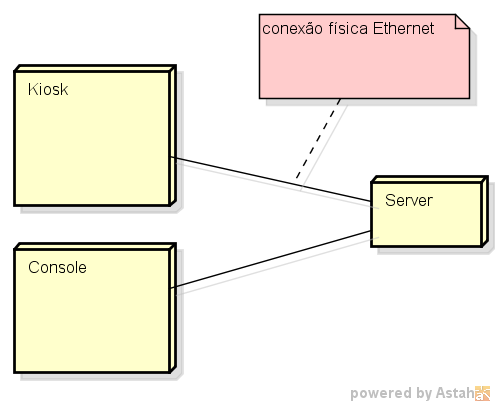 conexão física Ethernet
Kiosk
Server
Console
powered by Astah